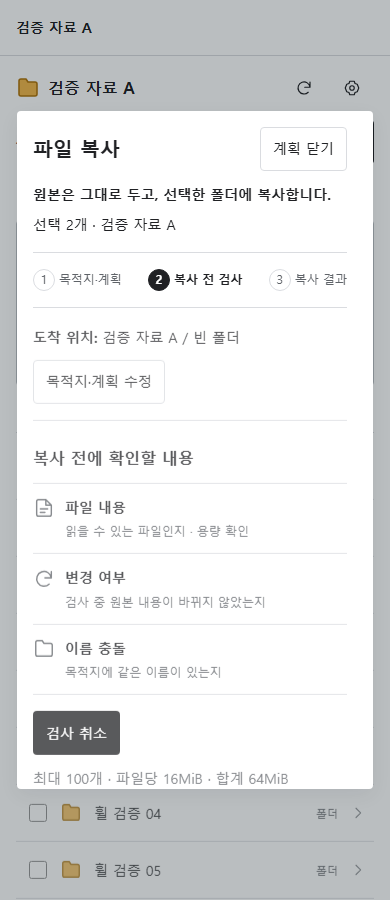 검증 자료 A
검증 자료 A
파일 복사
계획 닫기
원본은 그대로 두고, 선택한 폴더에 복사합니다.
선택 2개 · 검증 자료 A
1 목적지·계획
2 복사 전 검사
3 복사 결과
도착 위치: 검증 자료 A / 빈 폴더
목적지·계획 수정
복사 전에 확인할 내용
파일 내용
읽을 수 있는 파일인지 · 용량 확인
변경 여부
검사 중 원본 내용이 바뀌지 않았는지
이름 충돌
목적지에 같은 이름이 있는지
검사 취소
최대 100개 · 파일당 16MiB · 합계 64MiB
휠 검증 04
폴더
휠 검증 05
폴더